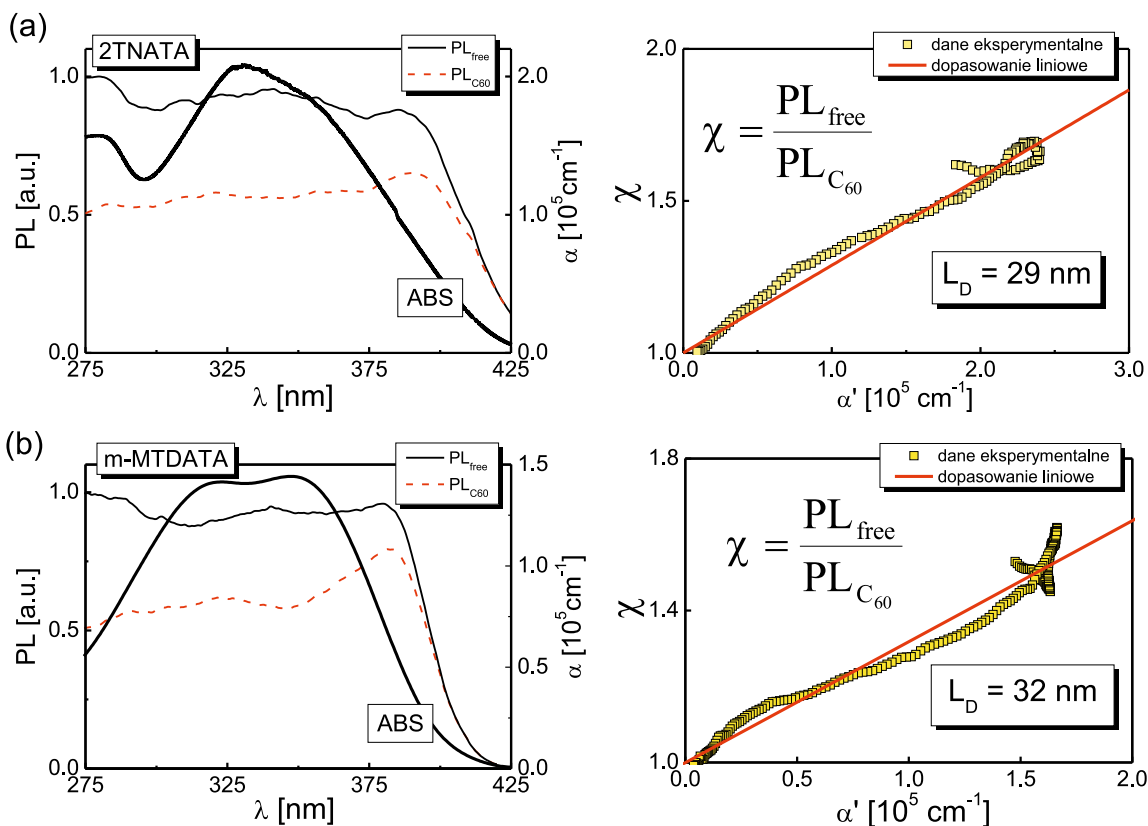 (a)
2TNATA
PL_free
PL_C60
1.0
0.5
0.0
PL [a.u.]
2.0
1.0
0.0
α [10^5 cm^-1]
ABS
275 325 375 425
λ [nm]
dane eksperymentalne
dopasowanie liniowe
χ = PL_free / PL_C60
2.0
1.5
1.0
χ
L_D = 29 nm
0.0 1.0 2.0 3.0
α' [10^5 cm^-1]
(b)
m-MTDATA
PL_free
PL_C60
1.0
0.5
0.0
PL [a.u.]
1.5
1.0
0.5
0.0
α [10^5 cm^-1]
ABS
275 325 375 425
λ [nm]
dane eksperymentalne
dopasowanie liniowe
χ = PL_free / PL_C60
1.8
1.4
1.0
χ
L_D = 32 nm
0.0 0.5 1.0 1.5 2.0
α' [10^5 cm^-1]